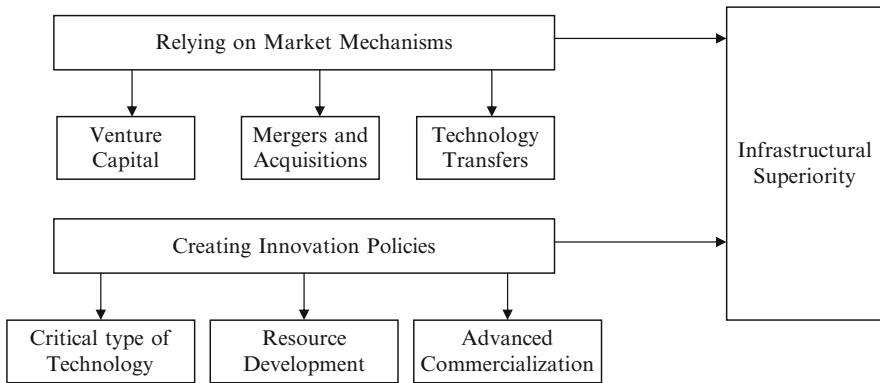 Relying on Market Mechanisms
Venture
Capital
Mergers and
Acquisitions
Technology
Transfers
Infrastructural
Superiority
Creating Innovation Policies
Critical type of
Technology
Resource
Development
Advanced
Commercialization